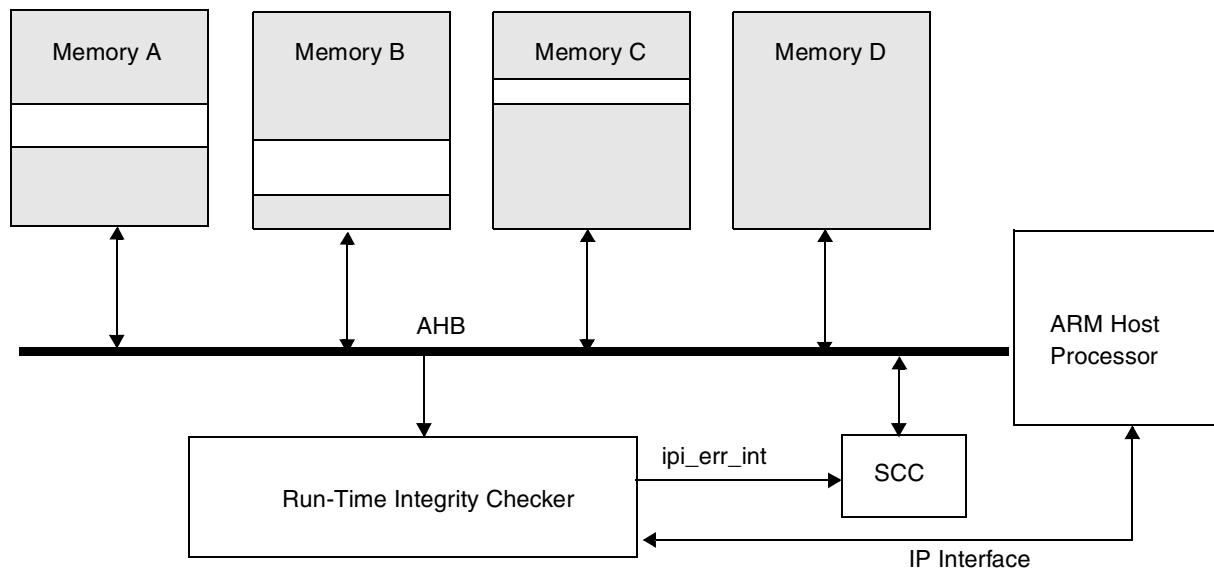 Memory A
Memory B
Memory C
Memory D
AHB
ARM Host
Processor
ipi_err_int
SCC
Run-Time Integrity Checker
IP Interface